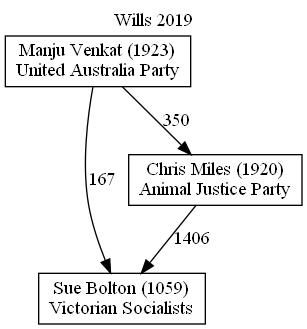 Wills 2019
Manju Venkat (1923)
United Australia Party
350
Chris Miles (1920)
Animal Justice Party
167
1406
Sue Bolton (1059)
Victorian Socialists